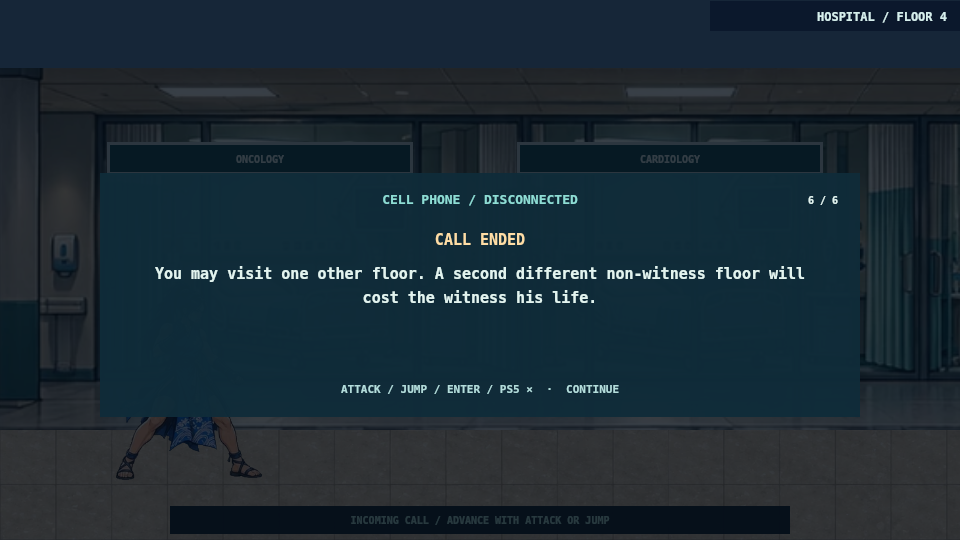 HOSPITAL / FLOOR 4
ONCOLOGY
CARDIOLOGY
CELL PHONE / DISCONNECTED
6 / 6
CALL ENDED
You may visit one other floor. A second different non-witness floor will
cost the witness his life.
ATTACK / JUMP / ENTER / PS5 × · CONTINUE
INCOMING CALL / ADVANCE WITH ATTACK OR JUMP